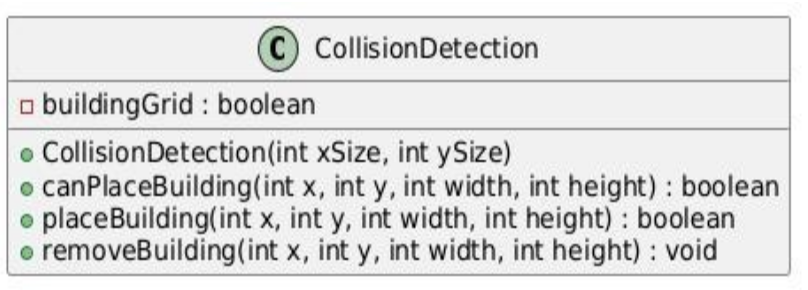 C CollisionDetection
buildingGrid : boolean
CollisionDetection(int xSize, int ySize)
canPlaceBuilding(int x, int y, int width, int height) : boolean
placeBuilding(int x, int y, int width, int height) : boolean
removeBuilding(int x, int y, int width, int height) : void